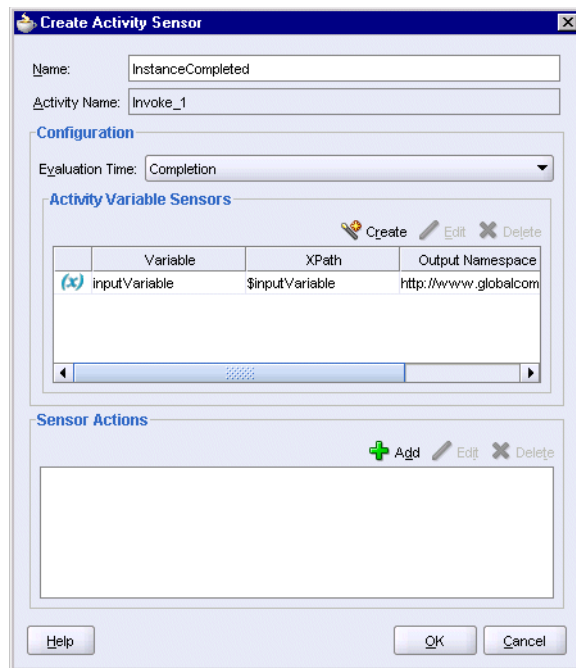 Create Activity Sensor
Name: InstanceCompleted
Activity Name: Invoke_1
Configuration
Evaluation Time: Completion
Activity Variable Sensors
Create Edit Delete
Variable XPath Output Namespace
(x) inputVariable $inputVariable http://www.globalcom
Sensor Actions
Add Edit Delete
Help OK Cancel